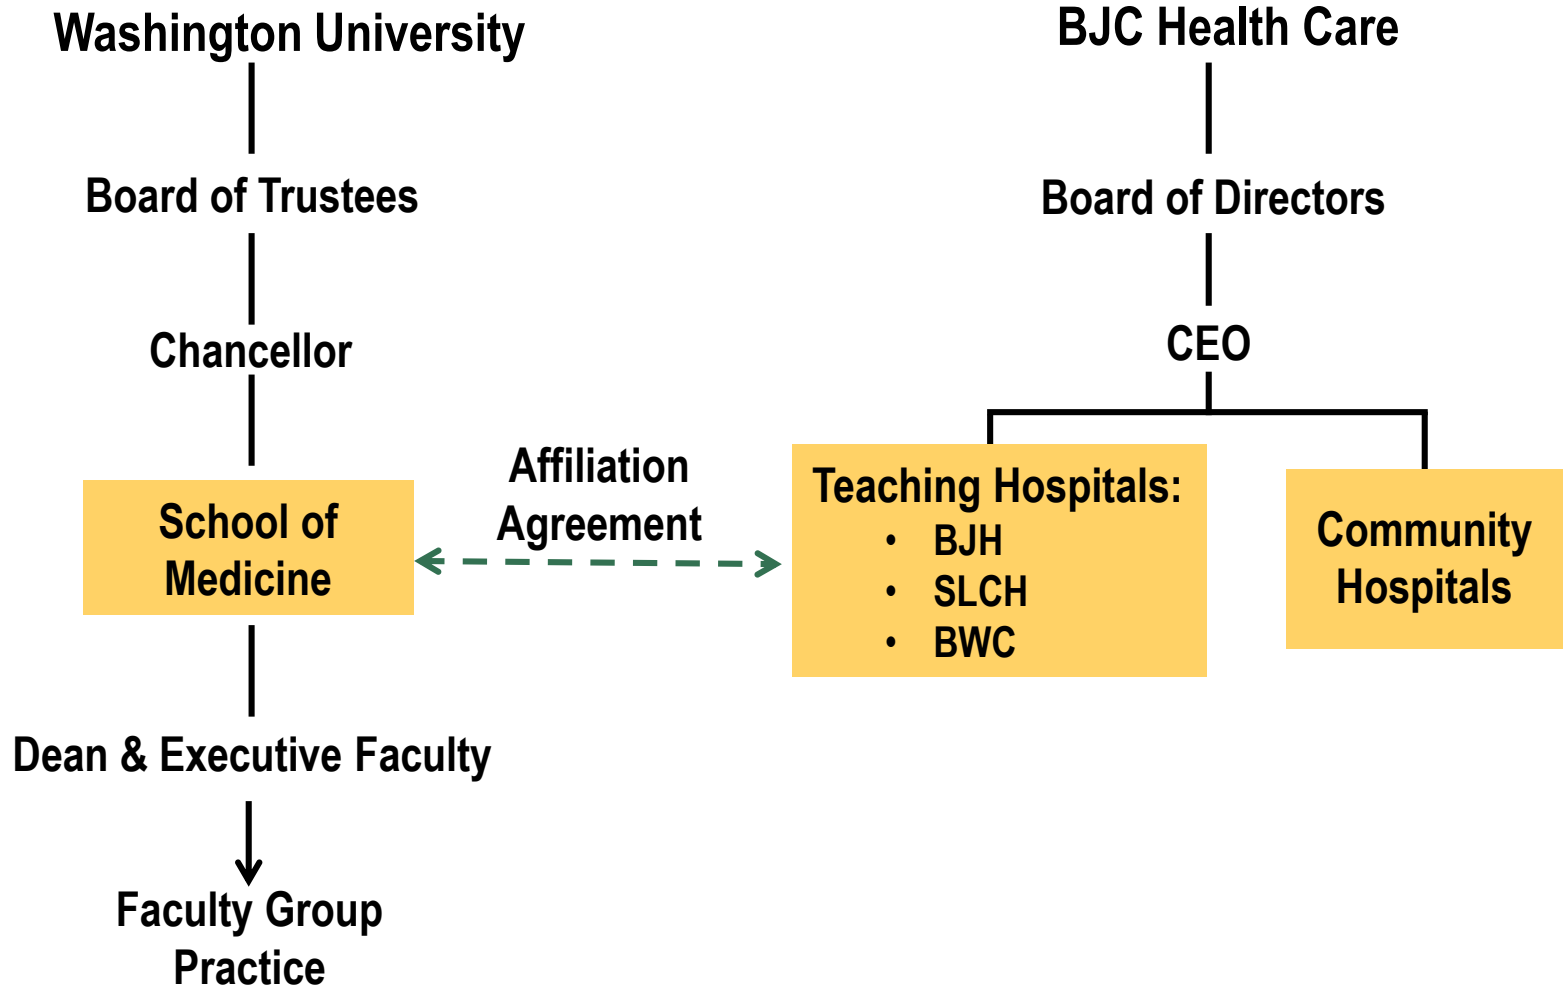 Washington University
Board of Trustees
Chancellor
School of
Medicine
Dean & Executive Faculty
Faculty Group
Practice
Affiliation
Agreement
BJC Health Care
Board of Directors
CEO
Teaching Hospitals:
• BJH
• SLCH
• BWC
Community
Hospitals